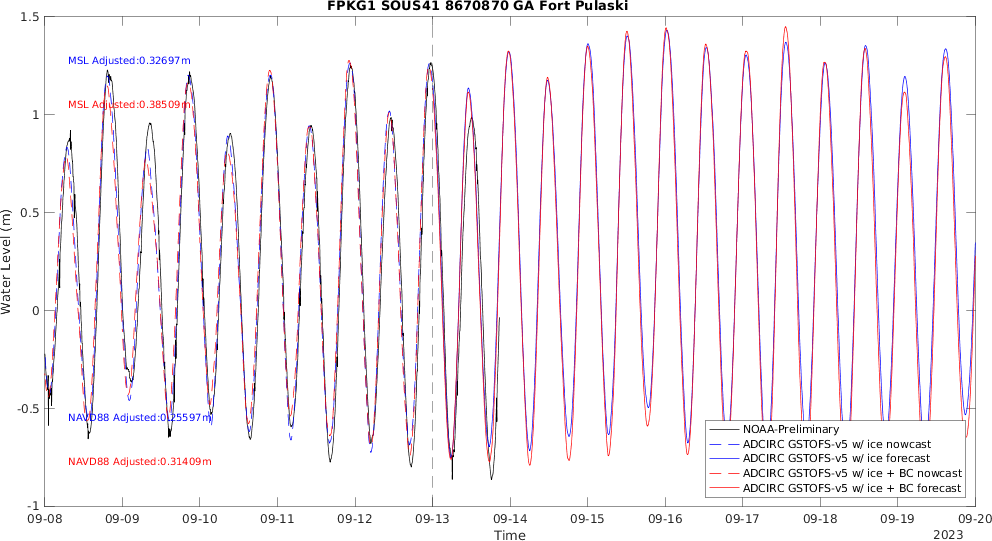 FPKG1 SOUS41 8670870 GA Fort Pulaski
1.5
1
0.5
0
-0.5
-1
Water Level (m)
MSL Adjusted:0.32697m
MSL Adjusted:0.38509m
NAVD88 Adjusted:0.25597m
NAVD88 Adjusted:0.31409m
NOAA-Preliminary
ADCIRC GSTOFS-v5 w/ ice nowcast
ADCIRC GSTOFS-v5 w/ ice forecast
ADCIRC GSTOFS-v5 w/ ice + BC nowcast
ADCIRC GSTOFS-v5 w/ ice + BC forecast
09-08 09-09 09-10 09-11 09-12 09-13 09-14 09-15 09-16 09-17 09-18 09-19 09-20
Time
2023